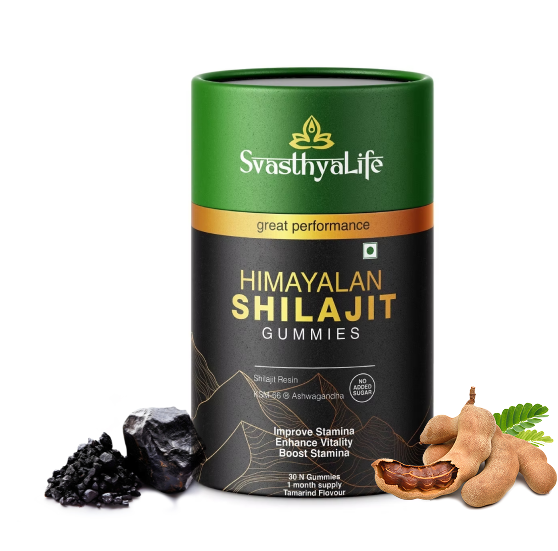 SvasthyaLife
great performance
HIMAYALAN
SHILAJIT
GUMMIES
Shilajit Resin
KSM-66 ® Ashwagandha
NO
ADDED
SUGAR
Improve Stamina
Enhance Vitality
Boost Stamina
30 N Gummies
1 month supply
Tamarind Flavour